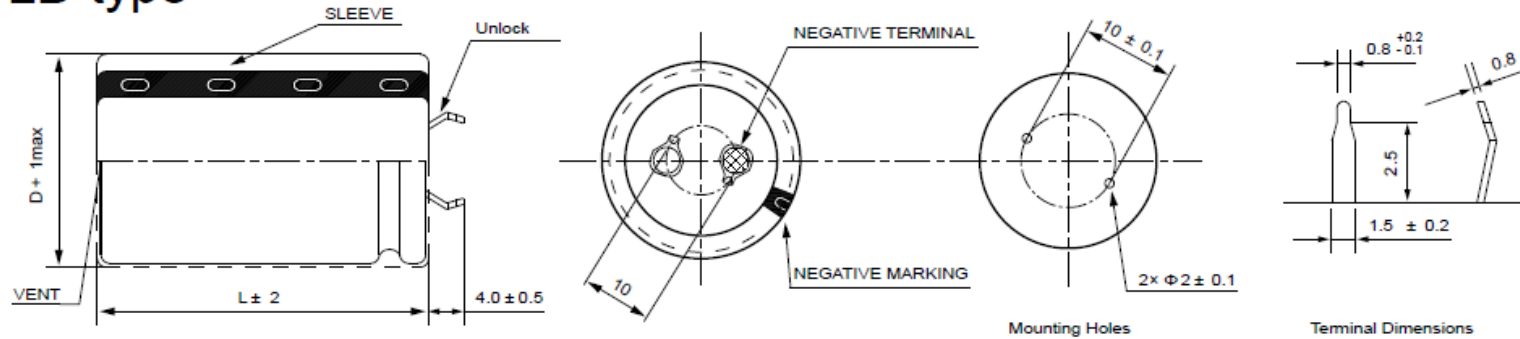 SLEEVE
Unlock
D + 1max
VENT
L ± 2
4.0 ± 0.5
NEGATIVE TERMINAL
10
NEGATIVE MARKING
10 ± 0.1
2× Φ2 ± 0.1
Mounting Holes
0.8 +0.2 -0.1
0.8
2.5
1.5 ± 0.2
Terminal Dimensions